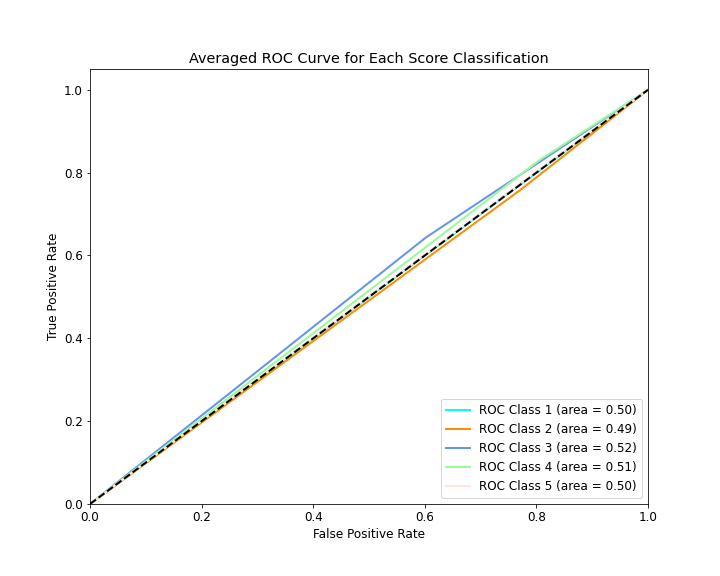 Averaged ROC Curve for Each Score Classification
1.0
0.8
0.6
0.4
0.2
0.0
True Positive Rate
ROC Class 1 (area = 0.50)
ROC Class 2 (area = 0.49)
ROC Class 3 (area = 0.52)
ROC Class 4 (area = 0.51)
ROC Class 5 (area = 0.50)
0.0 0.2 0.4 0.6 0.8 1.0
False Positive Rate